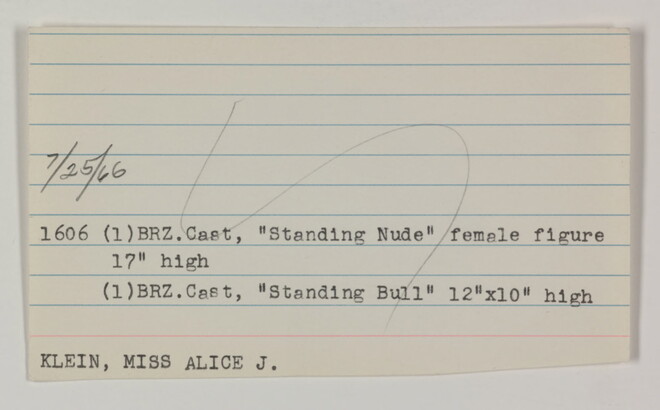 7/25/66
1606 (1)BRZ.Cast, "Standing Nude" female figure
17" high
(1)BRZ.Cast, "Standing Bull" 12"x10" high
KLEIN, MISS ALICE J.